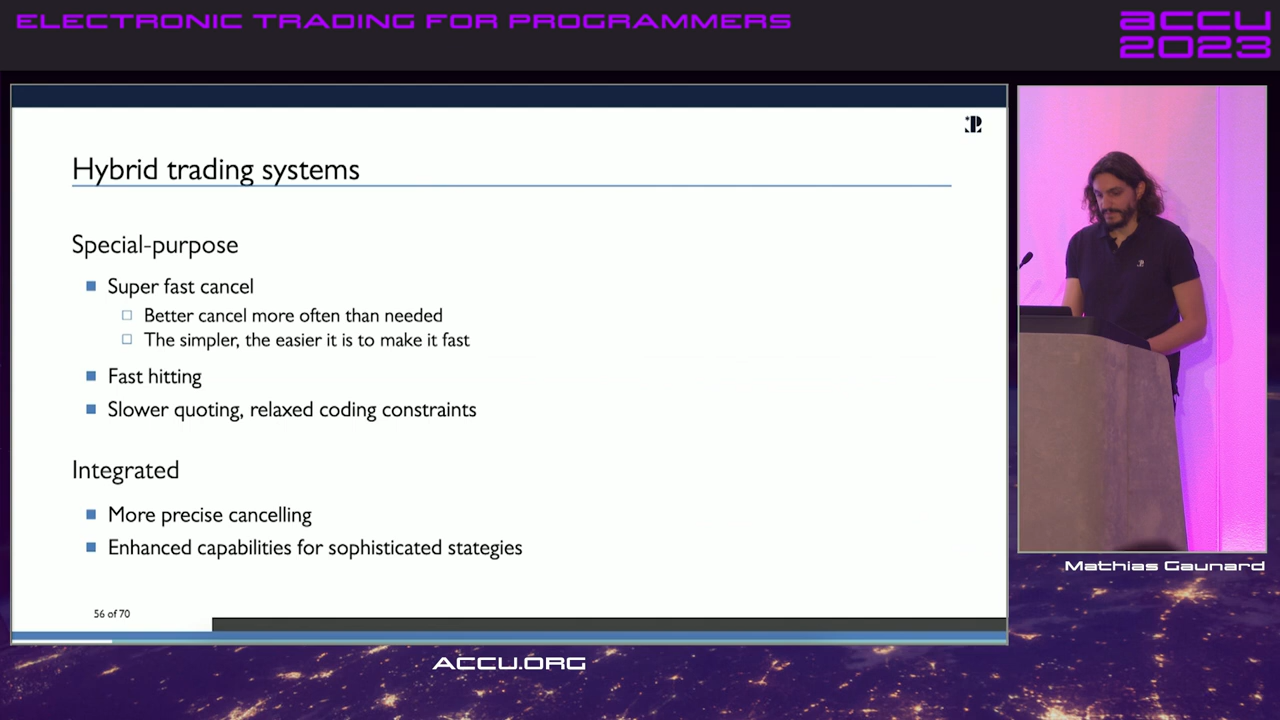 ELECTRONIC TRADING FOR PROGRAMMERS
accu
2023
Hybrid trading systems
Special-purpose
Super fast cancel
Better cancel more often than needed
The simpler, the easier it is to make it fast
Fast hitting
Slower quoting, relaxed coding constraints
Integrated
More precise cancelling
Enhanced capabilities for sophisticated stategies
56 of 70
Mathias Gaunard
ACCU.ORG